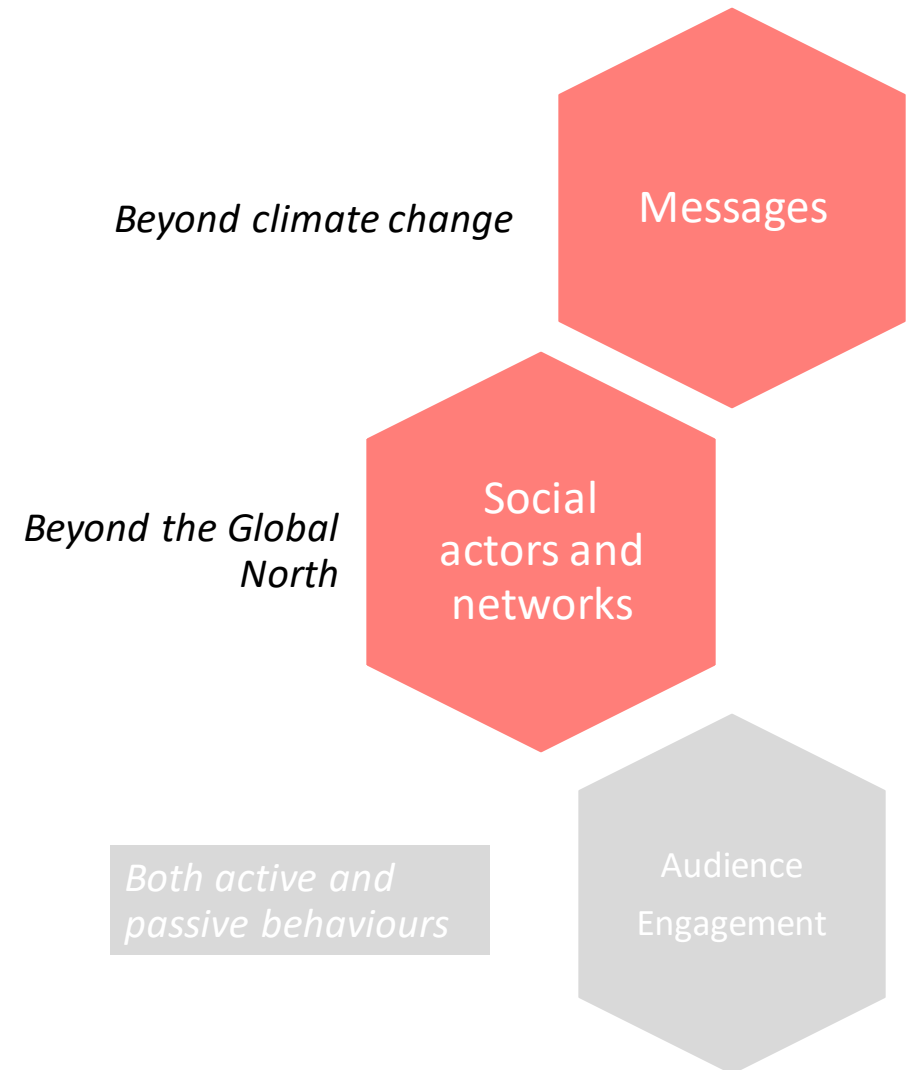 Beyond climate change
Messages
Beyond the Global
North
Social
actors and
networks
Both active and
passive behaviours
Audience
Engagement